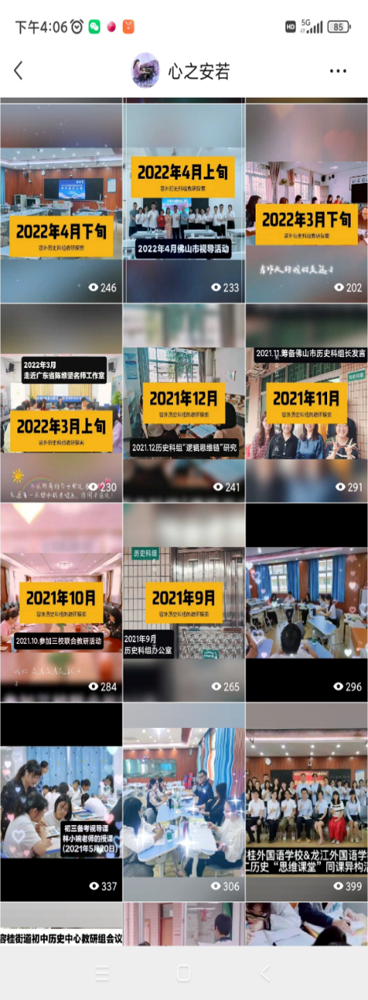 下午4:06
HD 5G 85
心之安若
2022年4月下旬
容外历史科组教研探索
246
2022年4月上旬
容外历史科组教研探索
2022年4月佛山市视导活动
233
2022年3月下旬
容外历史科组教研探索
202
2022年3月
走近广东省陈维坚名师工作室
2022年3月上旬
容外历史科组教研探索
230
2021年12月
容外历史科组的教研探索
2021.12历史科组“逻辑思维链”研究
241
2021.11.筹备佛山市历史科组长发言
2021年11月
容外历史科组的教研探索
291
2021年10月
容外历史科组的教研探索
2021.10.参加三校联合教研活动
284
历史科组
2021年9月
容外历史科组的教研探索
2021年9月
历史科组办公室
265
296
初三备考视导课
林小婉老师的授课
(2021年5月20日)
337
306
容桂外国语学校&龙江外国语学
二历史“思维课堂”同课异构活
399
容桂街道初中历史中心教研组会议